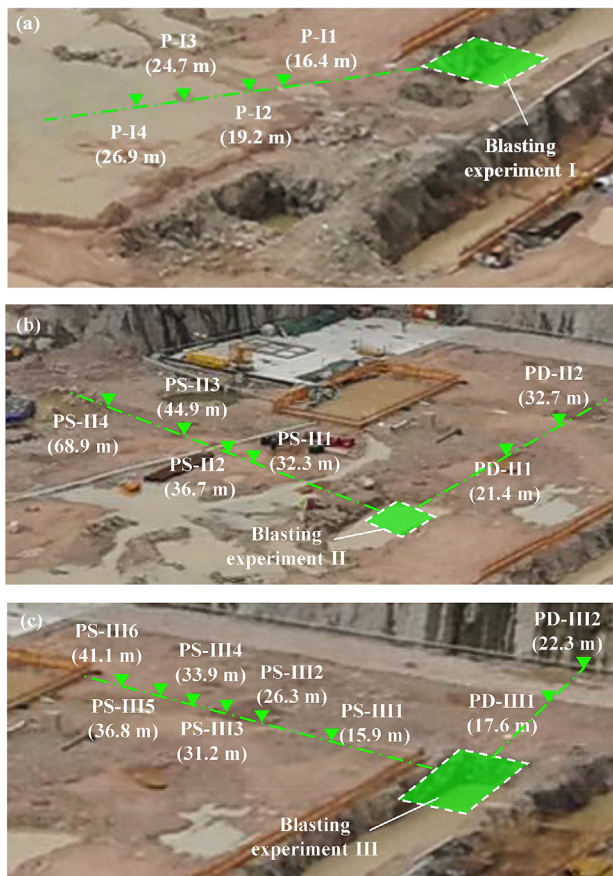 (a)
P-I3
(24.7 m)
P-I1
(16.4 m)
P-I4
(26.9 m)
P-I2
(19.2 m)
Blasting
experiment I
(b)
PS-II3
(44.9 m)
PD-II2
(32.7 m)
PS-II4
(68.9 m)
PS-II2
(36.7 m)
PS-II1
(32.3 m)
PD-II1
(21.4 m)
Blasting
experiment II
(c)
PS-III6
(41.1 m)
PS-III4
(33.9 m)
PS-III2
(26.3 m)
PD-III2
(22.3 m)
PS-III5
(36.8 m)
PS-III3
(31.2 m)
PS-III1
(15.9 m)
PD-III1
(17.6 m)
Blasting
experiment III